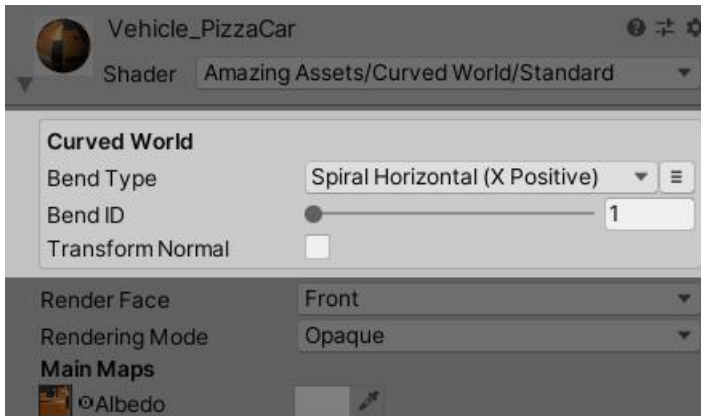 Vehicle_PizzaCar
Shader Amazing Assets/Curved World/Standard
Curved World
Bend Type Spiral Horizontal (X Positive)
Bend ID 1
Transform Normal
Render Face Front
Rendering Mode Opaque
Main Maps
Albedo